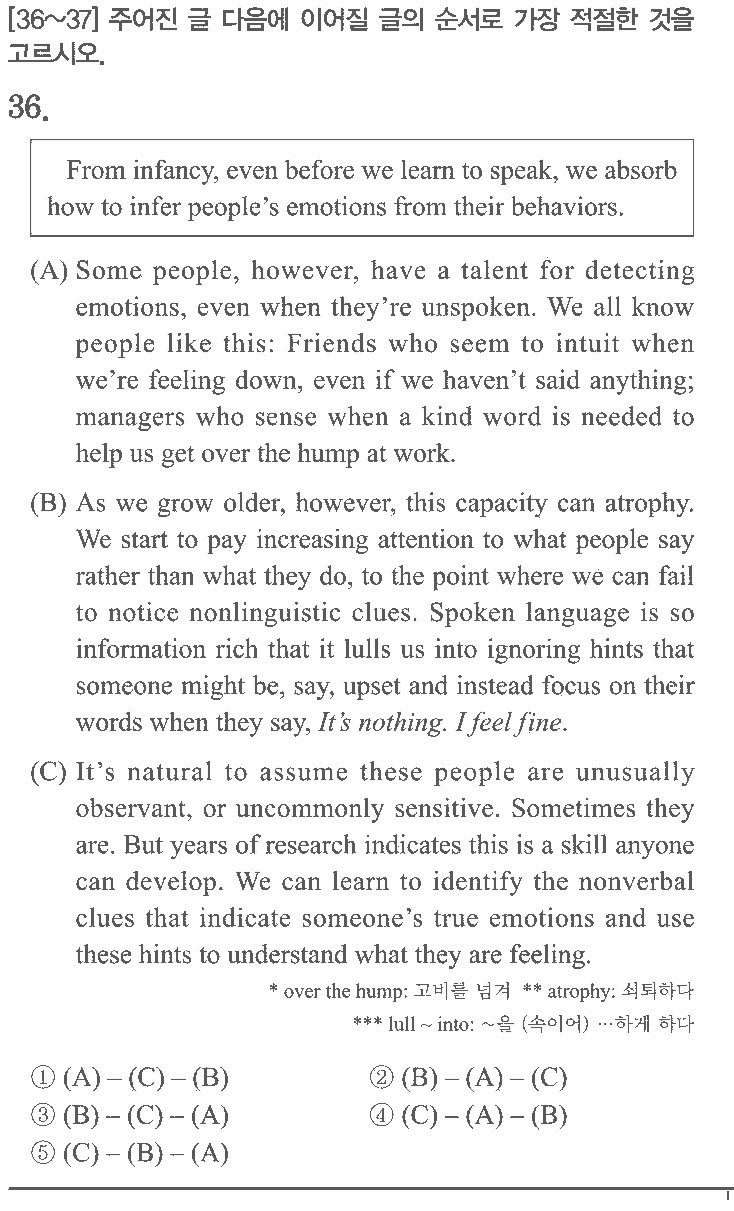 [36~37] 주어진 글 다음에 이어질 글의 순서로 가장 적절한 것을
고르시오.
36.
From infancy, even before we learn to speak, we absorb
how to infer people's emotions from their behaviors.
(A) Some people, however, have a talent for detecting
emotions, even when they're unspoken. We all know
people like this: Friends who seem to intuit when
we're feeling down, even if we haven't said anything;
managers who sense when a kind word is needed to
help us get over the hump at work.
(B) As we grow older, however, this capacity can atrophy.
We start to pay increasing attention to what people say
rather than what they do, to the point where we can fail
to notice nonlinguistic clues. Spoken language is so
information rich that it lulls us into ignoring hints that
someone might be, say, upset and instead focus on their
words when they say, It's nothing. I feel fine.
(C) It's natural to assume these people are unusually
observant, or uncommonly sensitive. Sometimes they
are. But years of research indicates this is a skill anyone
can develop. We can learn to identify the nonverbal
clues that indicate someone's true emotions and use
these hints to understand what they are feeling.
* over the hump: 고비를 넘겨 ** atrophy: 쇠퇴하다
*** lull ~ into: ~을 (속이어) …하게 하다
① (A) – (C) – (B) ② (B) – (A) – (C)
③ (B) – (C) – (A) ④ (C) – (A) – (B)
⑤ (C) – (B) – (A)